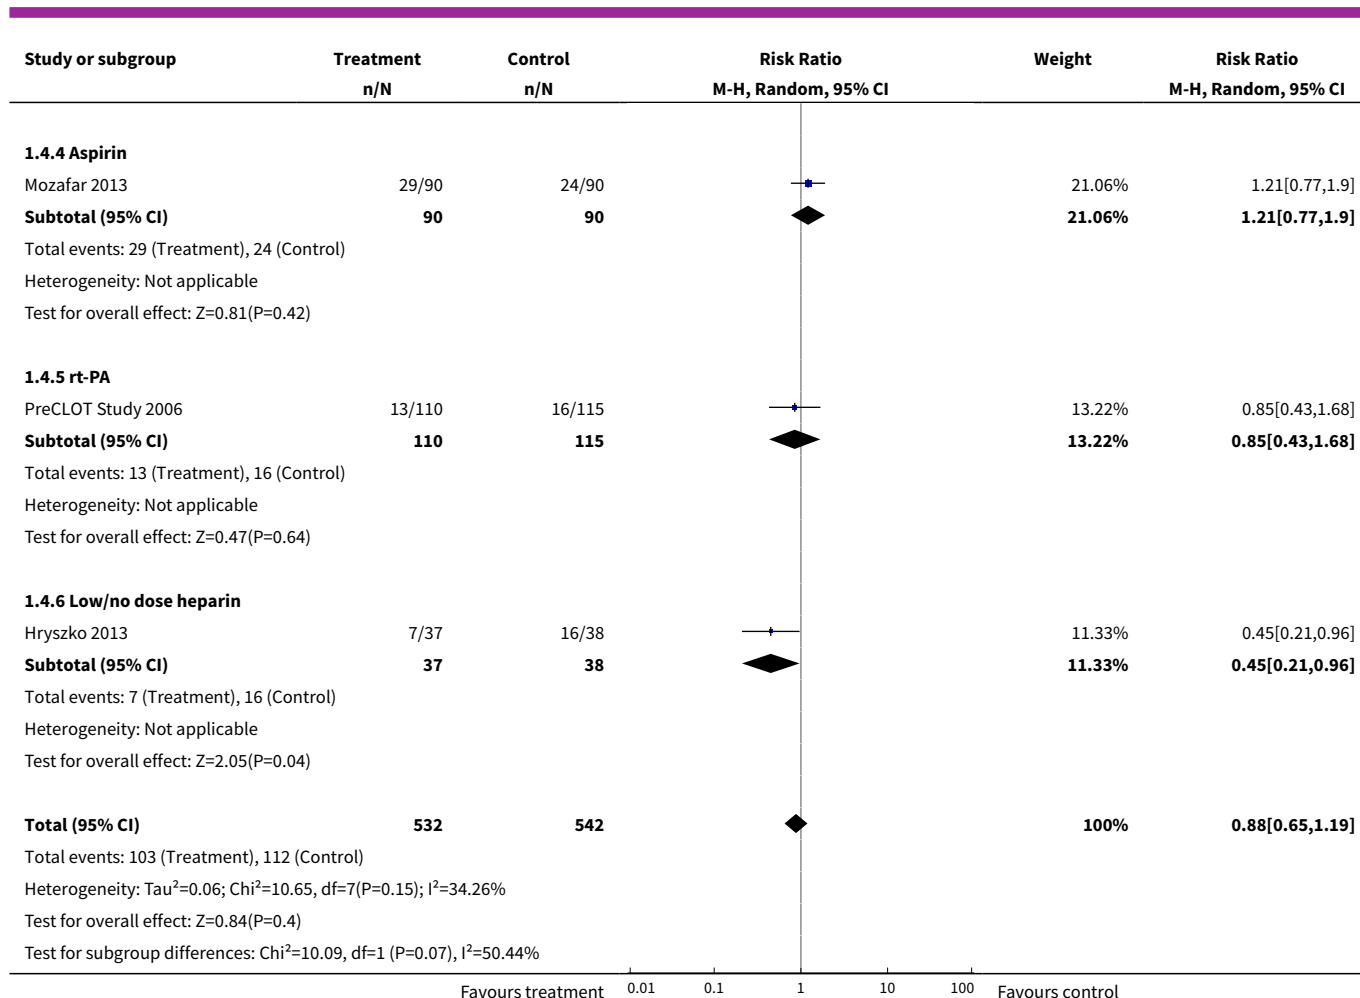 Study or subgroup Treatment Control Risk Ratio Weight Risk Ratio
n/N n/N M-H, Random, 95% CI M-H, Random, 95% CI
1.4.4 Aspirin
Mozafar 2013 29/90 24/90 21.06% 1.21[0.77,1.9]
Subtotal (95% CI) 90 90 21.06% 1.21[0.77,1.9]
Total events: 29 (Treatment), 24 (Control)
Heterogeneity: Not applicable
Test for overall effect: Z=0.81(P=0.42)
1.4.5 rt-PA
PreCLOT Study 2006 13/110 16/115 13.22% 0.85[0.43,1.68]
Subtotal (95% CI) 110 115 13.22% 0.85[0.43,1.68]
Total events: 13 (Treatment), 16 (Control)
Heterogeneity: Not applicable
Test for overall effect: Z=0.47(P=0.64)
1.4.6 Low/no dose heparin
Hryszko 2013 7/37 16/38 11.33% 0.45[0.21,0.96]
Subtotal (95% CI) 37 38 11.33% 0.45[0.21,0.96]
Total events: 7 (Treatment), 16 (Control)
Heterogeneity: Not applicable
Test for overall effect: Z=2.05(P=0.04)
Total (95% CI) 532 542 100% 0.88[0.65,1.19]
Total events: 103 (Treatment), 112 (Control)
Heterogeneity: Tau²=0.06; Chi²=10.65, df=7(P=0.15); I²=34.26%
Test for overall effect: Z=0.84(P=0.4)
Test for subgroup differences: Chi²=10.09, df=1 (P=0.07), I²=50.44%
Favours treatment 0.01 0.1 1 10 100 Favours control